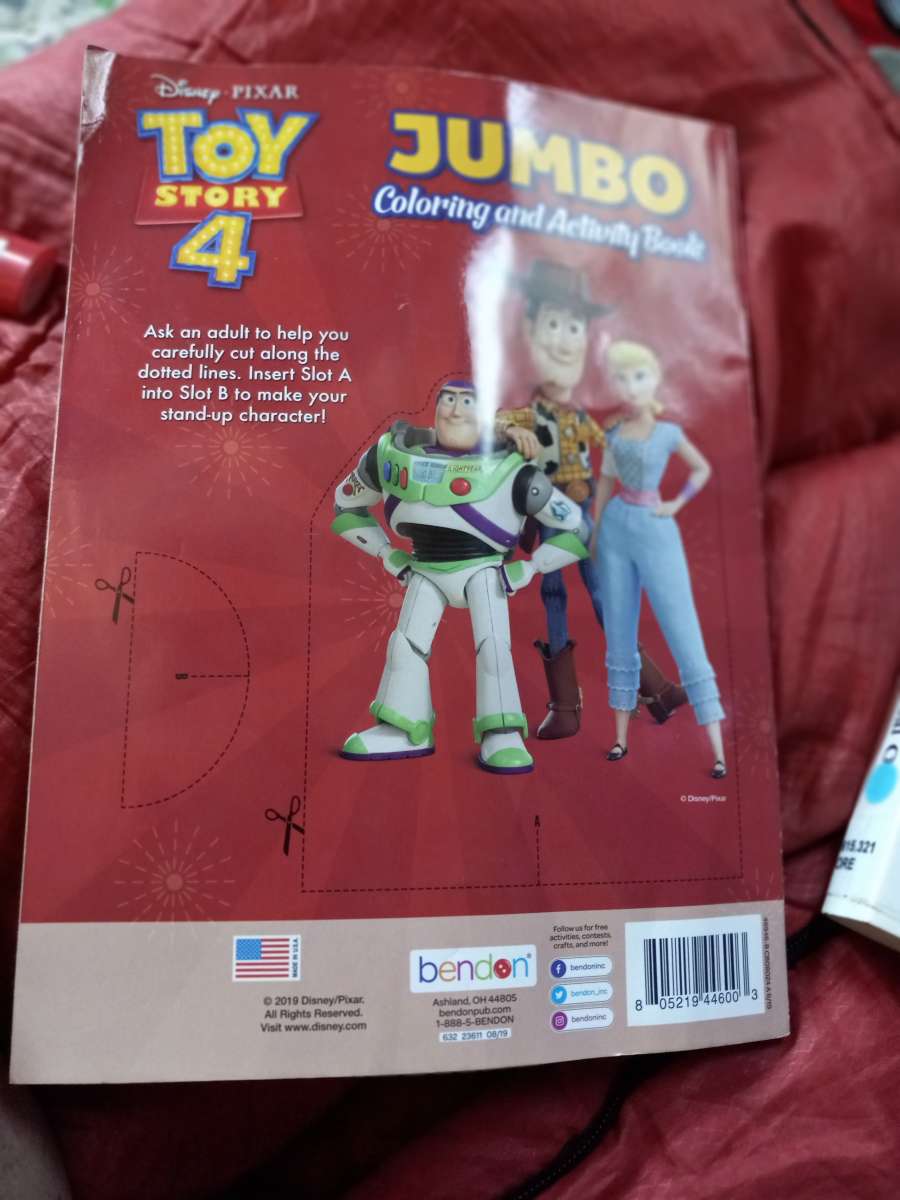 Disney · PIXAR
TOY
STORY
4
JUMBO
Coloring and Activity Book
Ask an adult to help you
carefully cut along the
dotted lines. Insert Slot A
into Slot B to make your
stand-up character!
LIGHTYEAR
B
A
© Disney/Pixar
MADE IN USA
© 2019 Disney/Pixar.
All Rights Reserved.
Visit www.disney.com
bendon®
Ashland, OH 44805
bendonpub.com
1-888-5-BENDON
632 23611 08/19
Follow us for free
activities, contests,
crafts, and more!
bendoninc
bendon_inc
bendoninc
8 05219 44600 3